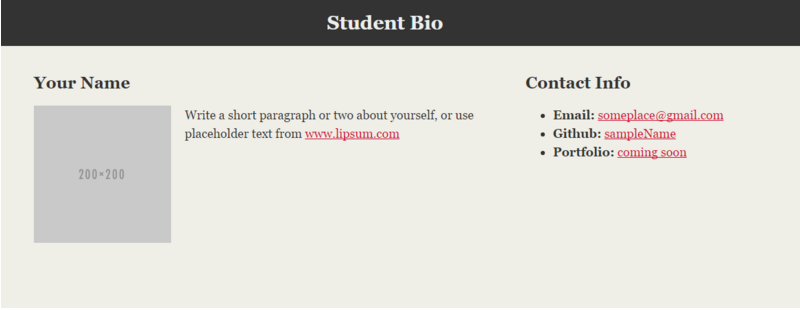 Student Bio
Your Name
200×200
Write a short paragraph or two about yourself, or use
placeholder text from www.lipsum.com
Contact Info
Email: someplace@gmail.com
Github: sampleName
Portfolio: coming soon